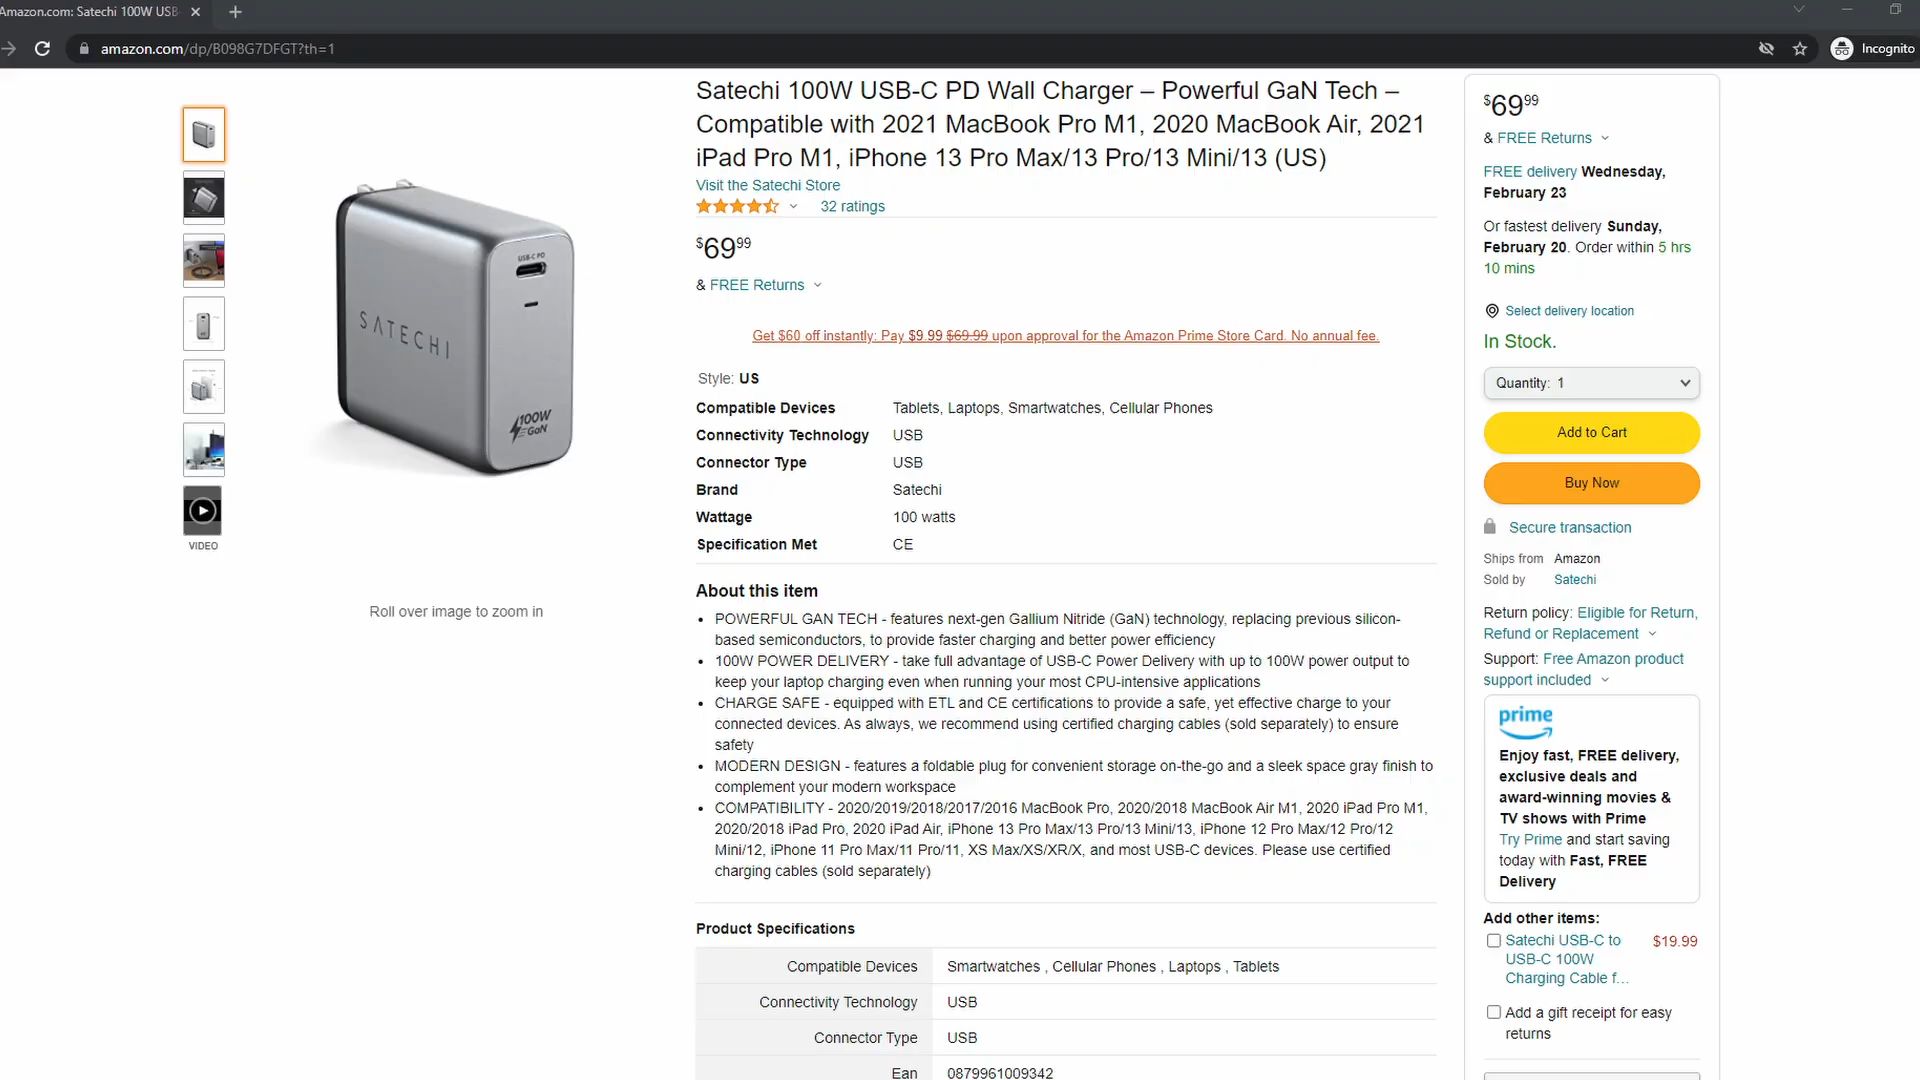 Amazon.com: Satechi 100W USB
amazon.com/dp/B098G7DFGT?th=1
Incognito
VIDEO
SATECHI
USB-C PD
100W
GaN
Roll over image to zoom in
Satechi 100W USB-C PD Wall Charger – Powerful GaN Tech –
Compatible with 2021 MacBook Pro M1, 2020 MacBook Air, 2021
iPad Pro M1, iPhone 13 Pro Max/13 Pro/13 Mini/13 (US)
Visit the Satechi Store
32 ratings
$69 99
& FREE Returns
Get $60 off instantly: Pay $9.99 $69.99 upon approval for the Amazon Prime Store Card. No annual fee.
Style: US
Compatible Devices Tablets, Laptops, Smartwatches, Cellular Phones
Connectivity Technology USB
Connector Type USB
Brand Satechi
Wattage 100 watts
Specification Met CE
About this item
• POWERFUL GAN TECH - features next-gen Gallium Nitride (GaN) technology, replacing previous silicon-
based semiconductors, to provide faster charging and better power efficiency
• 100W POWER DELIVERY - take full advantage of USB-C Power Delivery with up to 100W power output to
keep your laptop charging even when running your most CPU-intensive applications
• CHARGE SAFE - equipped with ETL and CE certifications to provide a safe, yet effective charge to your
connected devices. As always, we recommend using certified charging cables (sold separately) to ensure
safety
• MODERN DESIGN - features a foldable plug for convenient storage on-the-go and a sleek space gray finish to
complement your modern workspace
• COMPATIBILITY - 2020/2019/2018/2017/2016 MacBook Pro, 2020/2018 MacBook Air M1, 2020 iPad Pro M1,
2020/2018 iPad Pro, 2020 iPad Air, iPhone 13 Pro Max/13 Pro/13 Mini/13, iPhone 12 Pro Max/12 Pro/12
Mini/12, iPhone 11 Pro Max/11 Pro/11, XS Max/XS/XR/X, and most USB-C devices. Please use certified
charging cables (sold separately)
Product Specifications
Compatible Devices Smartwatches , Cellular Phones , Laptops , Tablets
Connectivity Technology USB
Connector Type USB
Ean 0879961009342
$69 99
& FREE Returns
FREE delivery Wednesday,
February 23
Or fastest delivery Sunday,
February 20. Order within 5 hrs
10 mins
Select delivery location
In Stock.
Quantity: 1
Add to Cart
Buy Now
Secure transaction
Ships from Amazon
Sold by Satechi
Return policy: Eligible for Return,
Refund or Replacement
Support: Free Amazon product
support included
prime
Enjoy fast, FREE delivery,
exclusive deals and
award-winning movies &
TV shows with Prime
Try Prime and start saving
today with Fast, FREE
Delivery
Add other items:
Satechi USB-C to $19.99
USB-C 100W
Charging Cable f…
Add a gift receipt for easy
returns